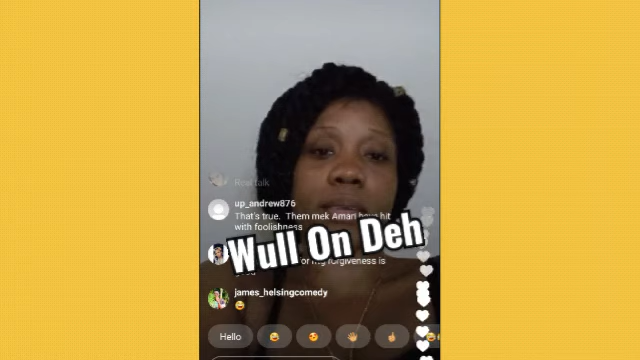 Real talk
up_andrew876
That's true. Them mek Amari have hit
with foolishness
Wull On Deh
or my forgiveness is
james_helsingcomedy
😂
Hello 😂 😍 👋🏾 ☝🏾 😂